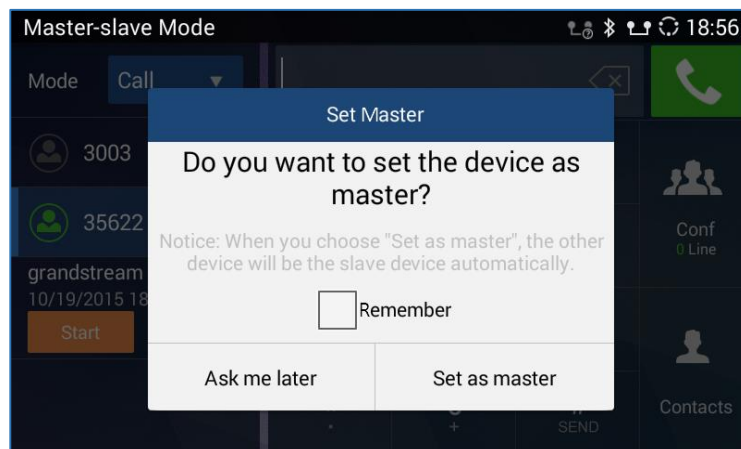 Master-slave Mode
18:56
Mode
Call
3003
35622
grandstream
10/19/2015 18
Start
Set Master
Do you want to set the device as
master?
Notice: When you choose "Set as master", the other
device will be the slave device automatically.
Remember
Ask me later
Set as master
Conf
0 Line
Contacts
+
SEND